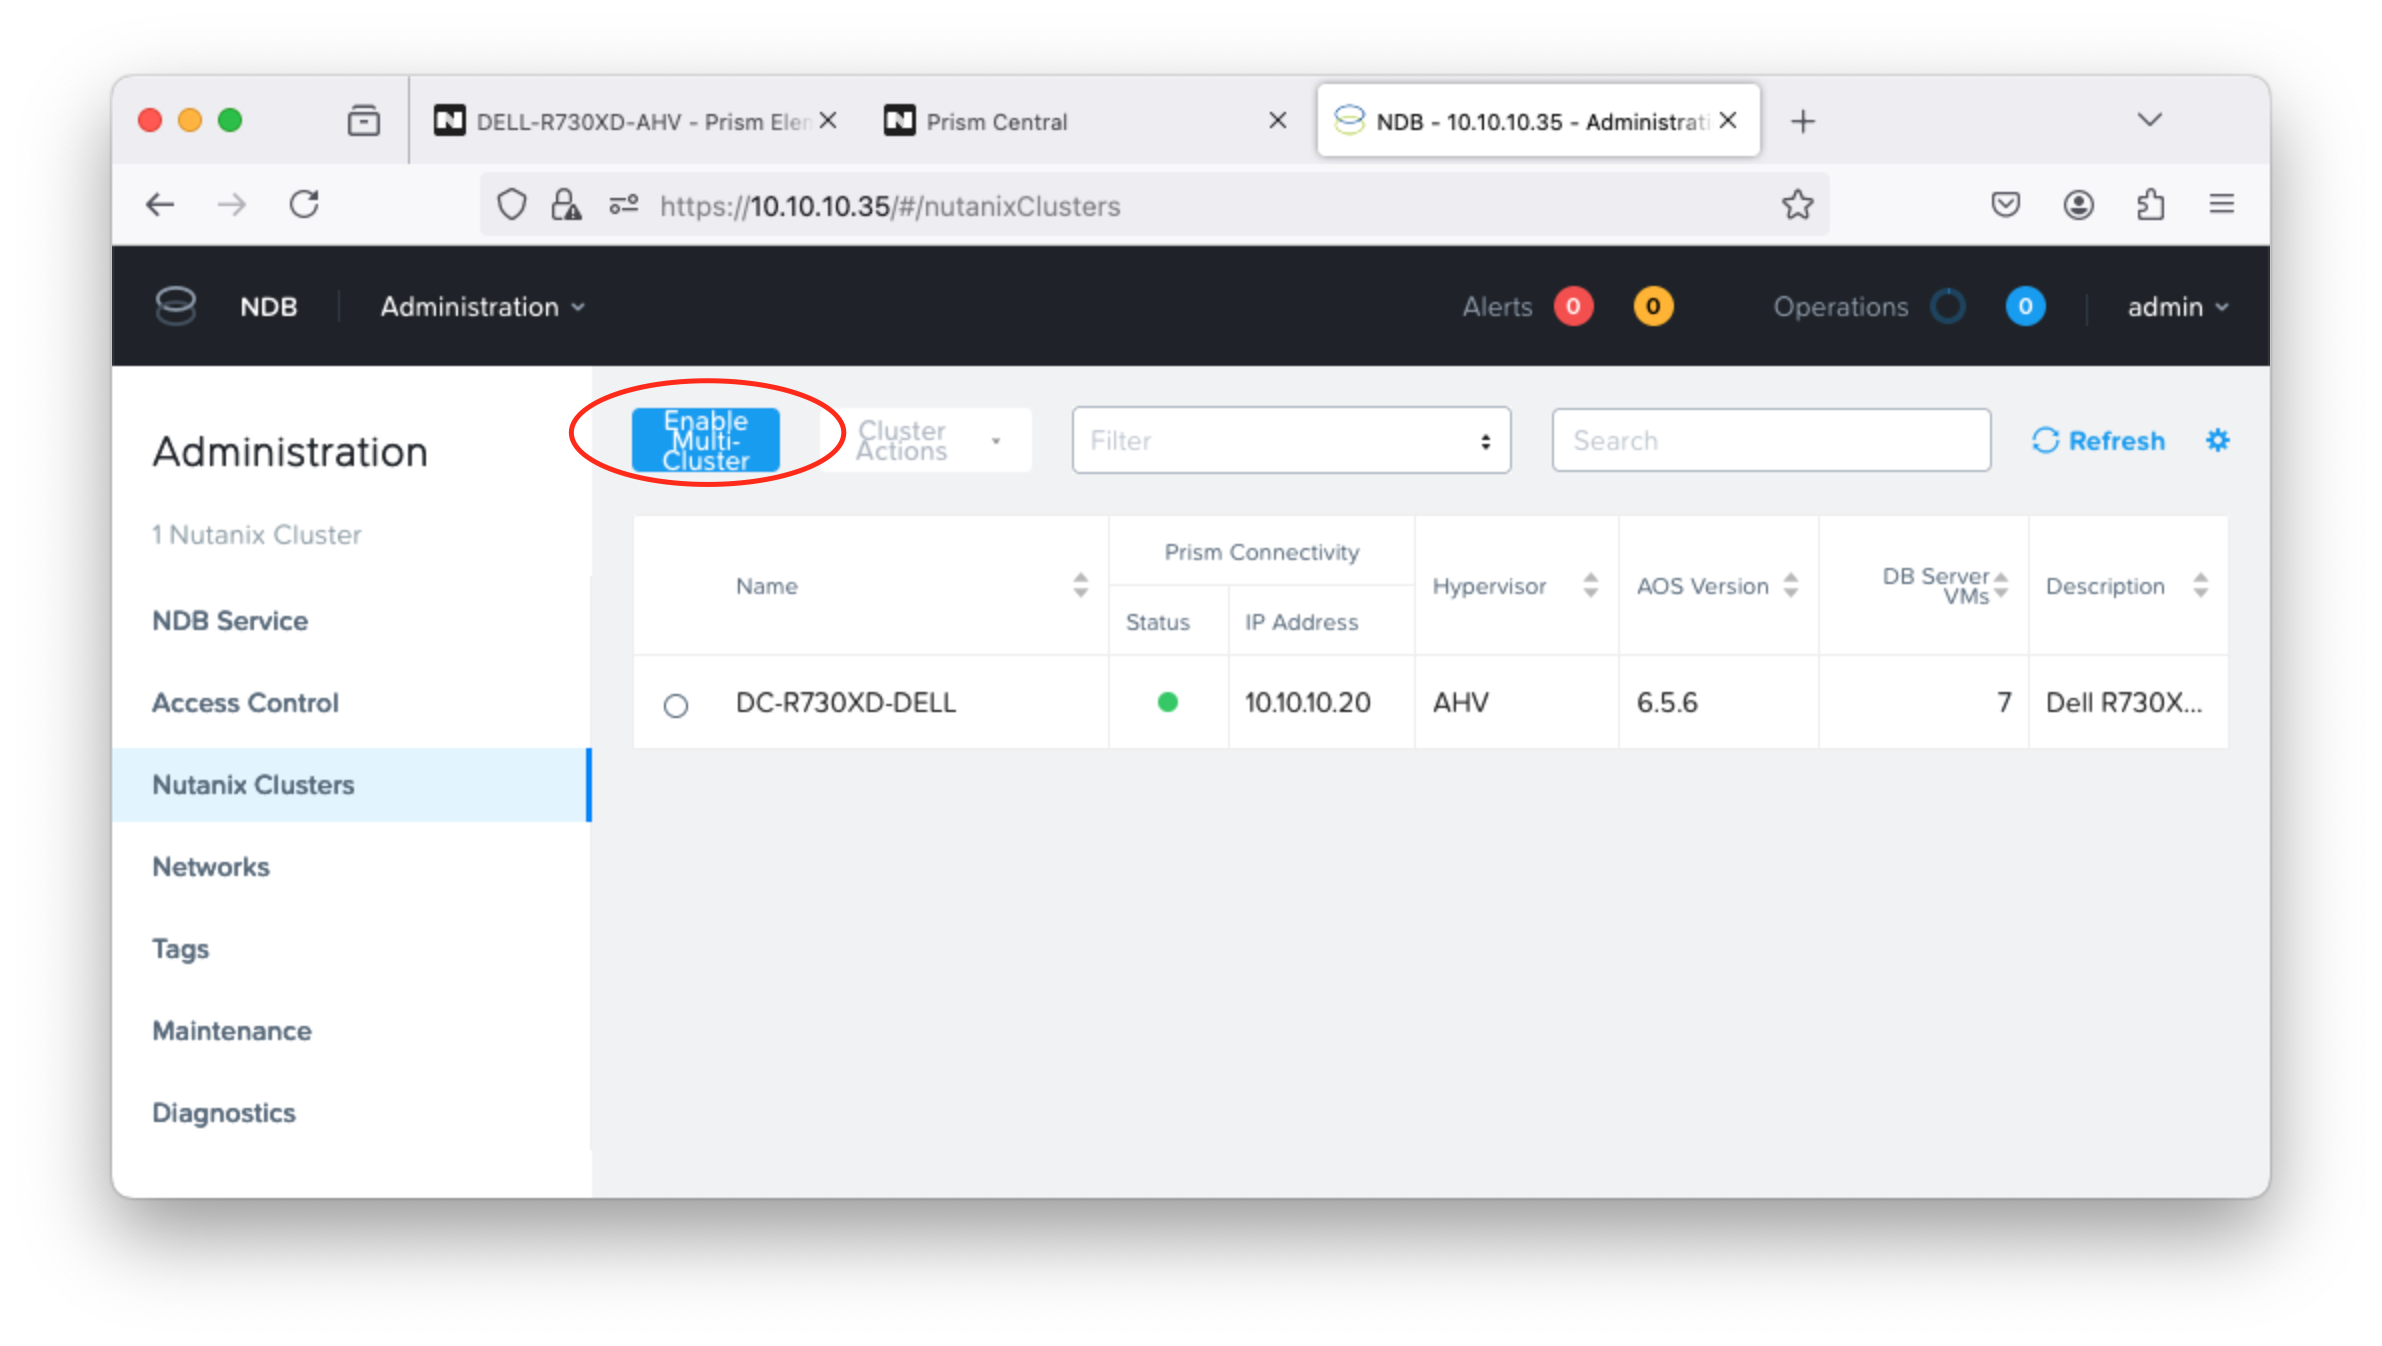 DELL-R730XD-AHV - Prism Elen
Prism Central
NDB - 10.10.10.35 - Administrati
https://10.10.10.35/#/nutanixClusters
NDB
Administration
Alerts 0 0
Operations 0
admin
Administration
1 Nutanix Cluster
NDB Service
Access Control
Nutanix Clusters
Networks
Tags
Maintenance
Diagnostics
Enable
Multi-
Cluster
Cluster
Actions
Filter
Search
Refresh
Name
Prism Connectivity
Status
IP Address
Hypervisor
AOS Version
DB Server
VMs
Description
DC-R730XD-DELL 10.10.10.20 AHV 6.5.6 7 Dell R730X...